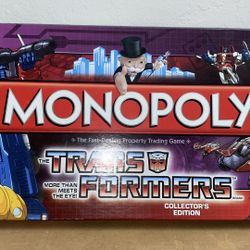 MONOPOLY
The Fast-Dealing Property Trading Game
THE
TRANSFORMERS
MORE THAN
MEETS
THE EYE!
COLLECTOR'S
EDITION